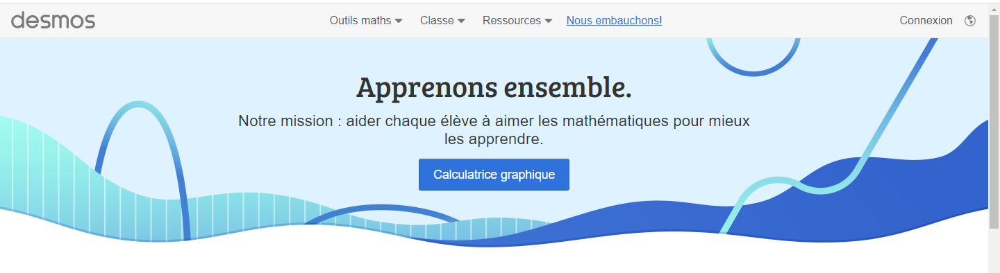 desmos Outils maths Classe Ressources Nous embauchons! Connexion
Apprenons ensemble.
Notre mission : aider chaque élève à aimer les mathématiques pour mieux
les apprendre.
Calculatrice graphique